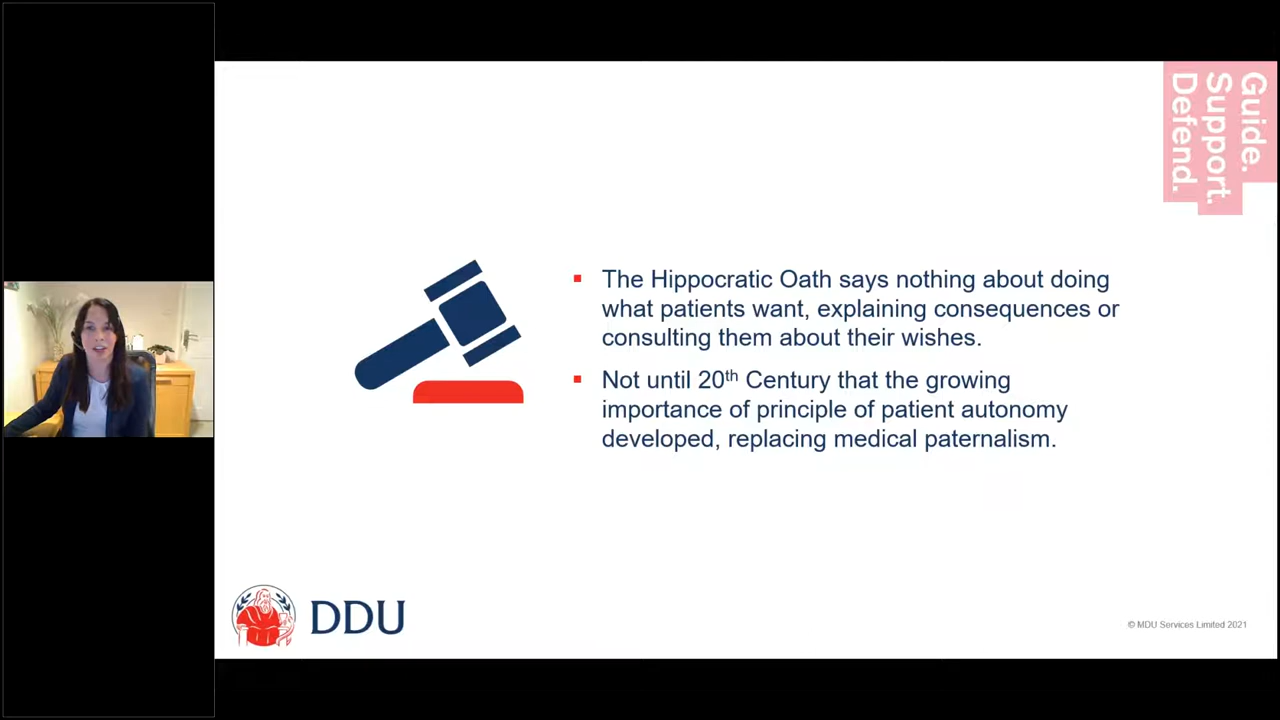 Guide.
Support.
Defend.
The Hippocratic Oath says nothing about doing
what patients want, explaining consequences or
consulting them about their wishes.
Not until 20th Century that the growing
importance of principle of patient autonomy
developed, replacing medical paternalism.
DDU
© MDU Services Limited 2021